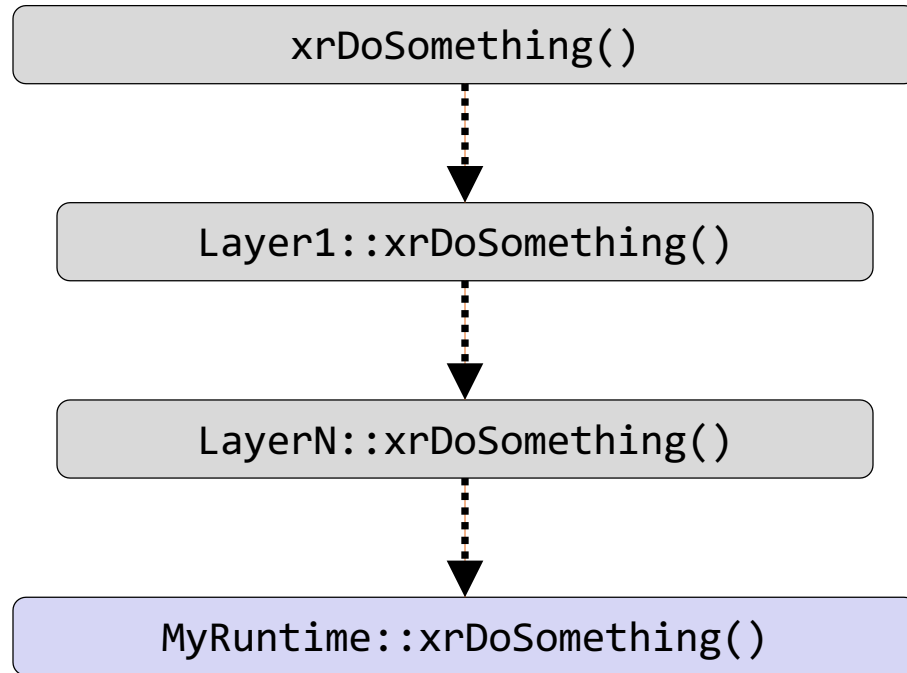 xrDoSomething()
Layer1::xrDoSomething()
LayerN::xrDoSomething()
MyRuntime::xrDoSomething()